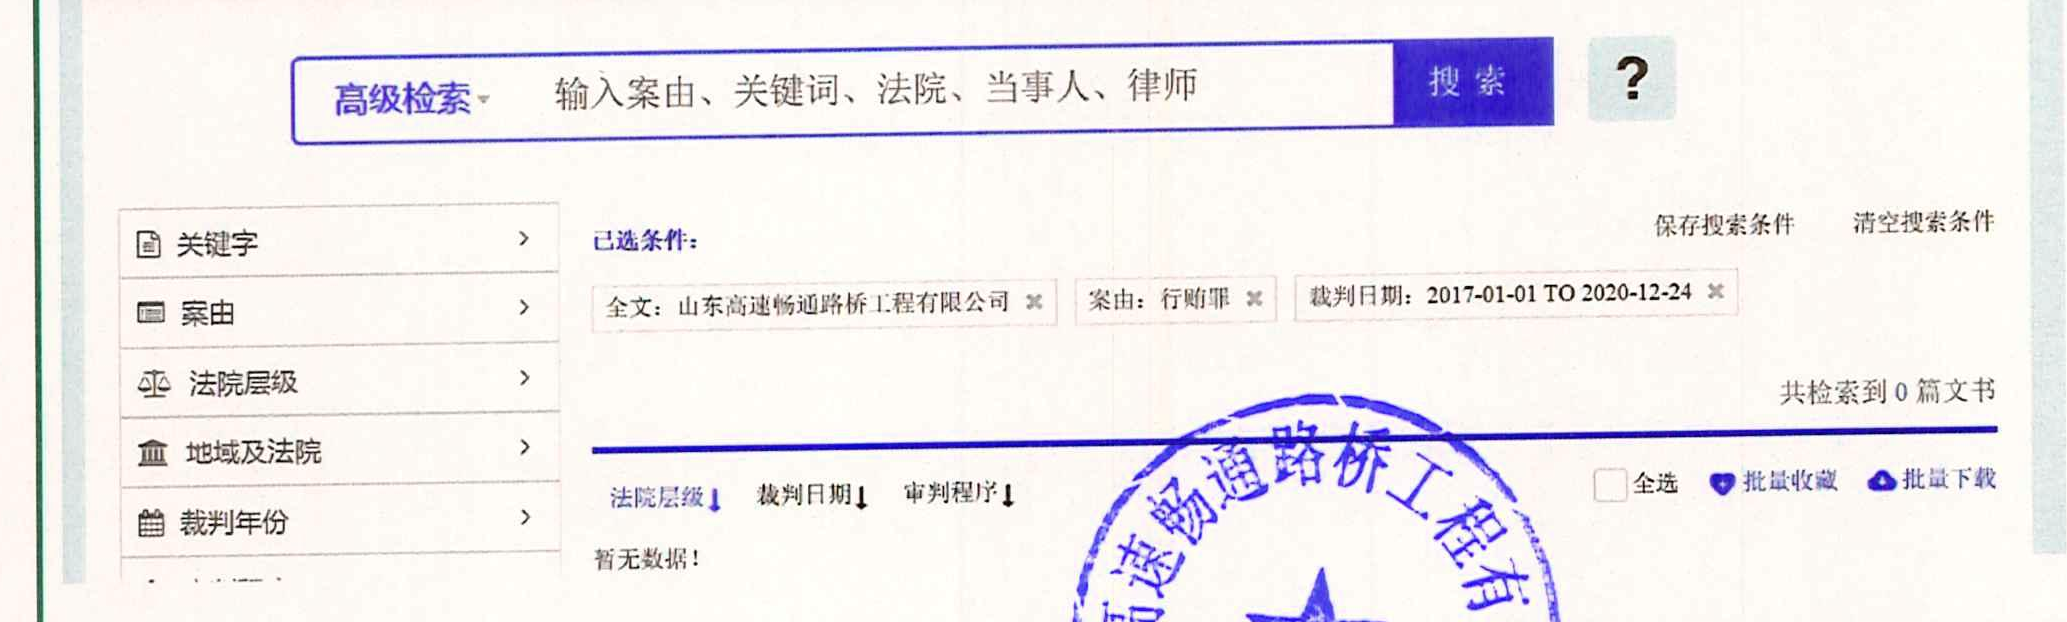 高级检索 输入案由、关键词、法院、当事人、律师 搜索 ?
关键字
案由
法院层级
地域及法院
裁判年份
已选条件:
保存搜索条件 清空搜索条件
全文: 山东高速畅通路桥工程有限公司 × 案由: 行贿罪 × 裁判日期: 2017-01-01 TO 2020-12-24 ×
共检索到 0 篇文书
法院层级 裁判日期 审判程序
全选 批量收藏 批量下载
暂无数据!
高速畅通路桥工程有